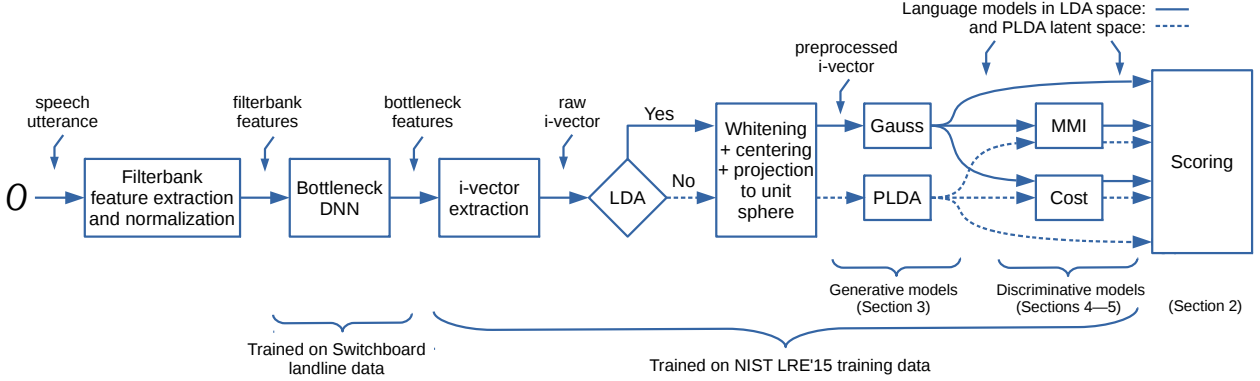 Language models in LDA space:
and PLDA latent space:
preprocessed
i-vector
speech
utterance
filterbank
features
bottleneck
features
raw
i-vector
O
Filterbank
feature extraction
and normalization
Bottleneck
DNN
i-vector
extraction
LDA
Yes
No
Whitening
+ centering
+ projection
to unit
sphere
Gauss
PLDA
MMI
Cost
Scoring
Generative models
(Section 3)
Discriminative models
(Sections 4—5)
(Section 2)
Trained on Switchboard
landline data
Trained on NIST LRE'15 training data